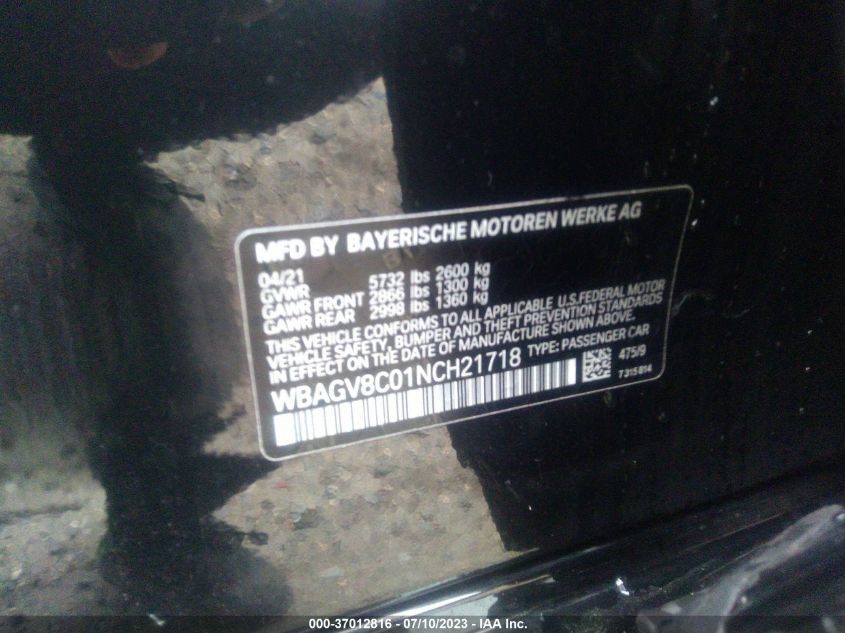 MFD BY BAYERISCHE MOTOREN WERKE AG
04/21
GVWR 5732 lbs 2600 kg
GAWR FRONT 2866 lbs 1300 kg
GAWR REAR 2998 lbs 1360 kg
THIS VEHICLE CONFORMS TO ALL APPLICABLE U.S.FEDERAL MOTOR
VEHICLE SAFETY, BUMPER AND THEFT PREVENTION STANDARDS
IN EFFECT ON THE DATE OF MANUFACTURE SHOWN ABOVE.
WBAGV8C01NCH21718 TYPE: PASSENGER CAR
475/9
7315814
000-37012816 - 07/10/2023 - IAA Inc.